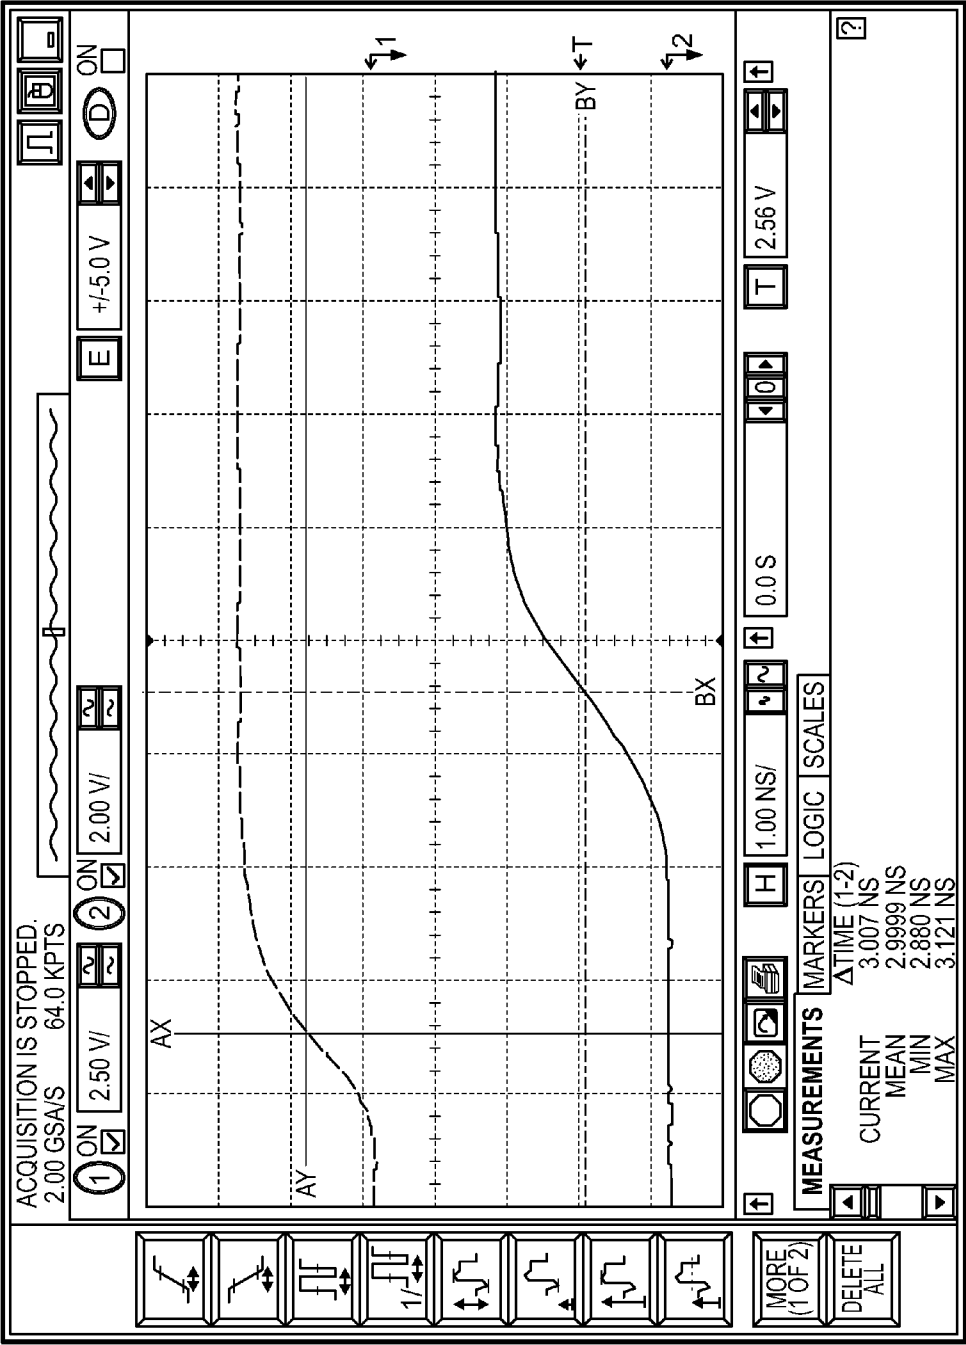 ACQUISITION IS STOPPED.
2.00 GSA/S 64.0 KPTS
1 ON 2.50 V/ 2 ON 2.00 V/ E +/-5.0 V D ON
AX
1
AY
T
BY
2
BX
H 1.00 NS/ 0.0 S 0 T 2.56 V
MEASUREMENTS MARKERS LOGIC SCALES
?
ΔTIME (1-2)
CURRENT 3.007 NS
MEAN 2.9999 NS
MIN 2.880 NS
MAX 3.121 NS
1/
MORE
(1 OF 2)
DELETE
ALL